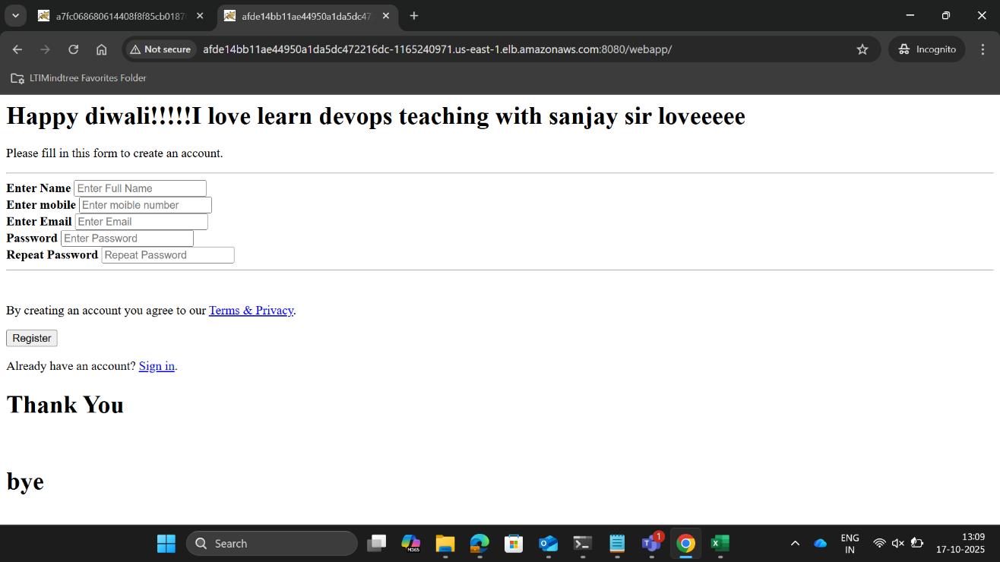 a7fc068680614408f8f85cb0187
afde14bb11ae44950a1da5dc472
Not secure
afde14bb11ae44950a1da5dc472216dc-1165240971.us-east-1.elb.amazonaws.com:8080/webapp/
Incognito
LTIMindtree Favorites Folder
Happy diwali!!!!!I love learn devops teaching with sanjay sir loveeeee
Please fill in this form to create an account.
Enter Name Enter Full Name
Enter mobile Enter moible number
Enter Email Enter Email
Password Enter Password
Repeat Password Repeat Password
By creating an account you agree to our Terms & Privacy.
Register
Already have an account? Sign in.
Thank You
bye
Search
M365
1
ENG
IN
13:09
17-10-2025